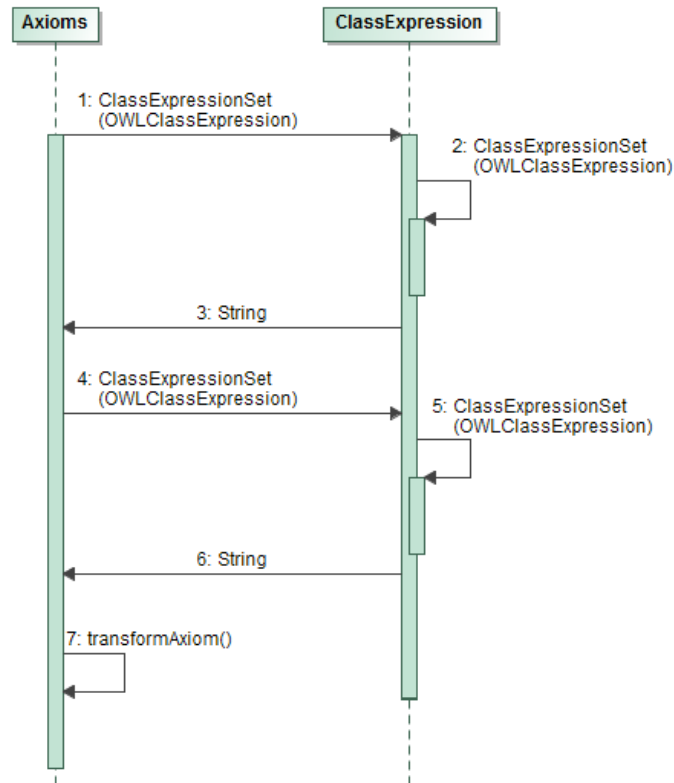 Axioms
ClassExpression
1: ClassExpressionSet
(OWLClassExpression)
2: ClassExpressionSet
(OWLClassExpression)
3: String
4: ClassExpressionSet
(OWLClassExpression)
5: ClassExpressionSet
(OWLClassExpression)
6: String
7: transformAxiom()